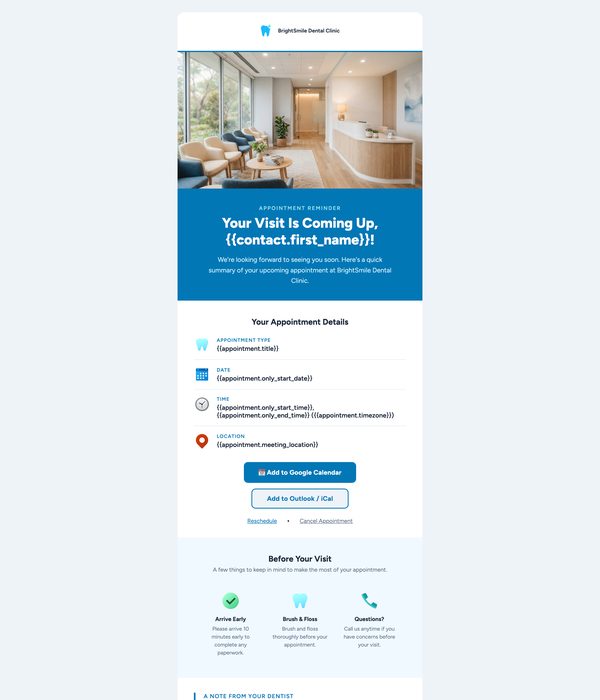 BrightSmile Dental Clinic
APPOINTMENT REMINDER
Your Visit Is Coming Up,
{{contact.first_name}}!
We're looking forward to seeing you soon. Here's a quick
summary of your upcoming appointment at BrightSmile Dental
Clinic.
Your Appointment Details
APPOINTMENT TYPE
{{appointment.title}}
DATE
{{appointment.only_start_date}}
TIME
{{appointment.only_start_time}},
{{appointment.only_end_time}} ({{appointment.timezone}})
LOCATION
{{appointment.meeting_location}}
Add to Google Calendar
Add to Outlook / iCal
Reschedule • Cancel Appointment
Before Your Visit
A few things to keep in mind to make the most of your appointment.
Arrive Early
Please arrive 10
minutes early to
complete any
paperwork.
Brush & Floss
Brush and floss
thoroughly before your
appointment.
Questions?
Call us anytime if you
have concerns before
your visit.
A NOTE FROM YOUR DENTIST